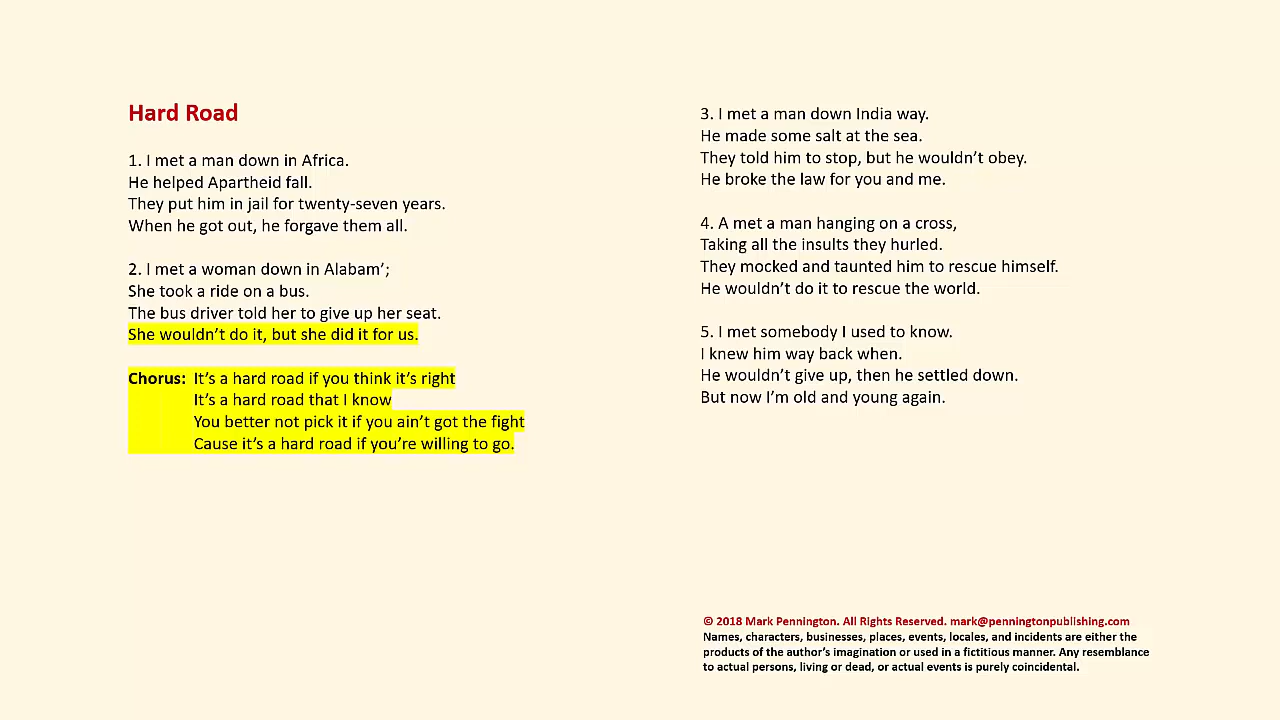 Hard Road
1. I met a man down in Africa.
He helped Apartheid fall.
They put him in jail for twenty-seven years.
When he got out, he forgave them all.
2. I met a woman down in Alabam’;
She took a ride on a bus.
The bus driver told her to give up her seat.
She wouldn’t do it, but she did it for us.
Chorus: It’s a hard road if you think it’s right
It’s a hard road that I know
You better not pick it if you ain’t got the fight
Cause it’s a hard road if you’re willing to go.
3. I met a man down India way.
He made some salt at the sea.
They told him to stop, but he wouldn’t obey.
He broke the law for you and me.
4. A met a man hanging on a cross,
Taking all the insults they hurled.
They mocked and taunted him to rescue himself.
He wouldn’t do it to rescue the world.
5. I met somebody I used to know.
I knew him way back when.
He wouldn’t give up, then he settled down.
But now I’m old and young again.
© 2018 Mark Pennington. All Rights Reserved. mark@penningtonpublishing.com
Names, characters, businesses, places, events, locales, and incidents are either the
products of the author’s imagination or used in a fictitious manner. Any resemblance
to actual persons, living or dead, or actual events is purely coincidental.